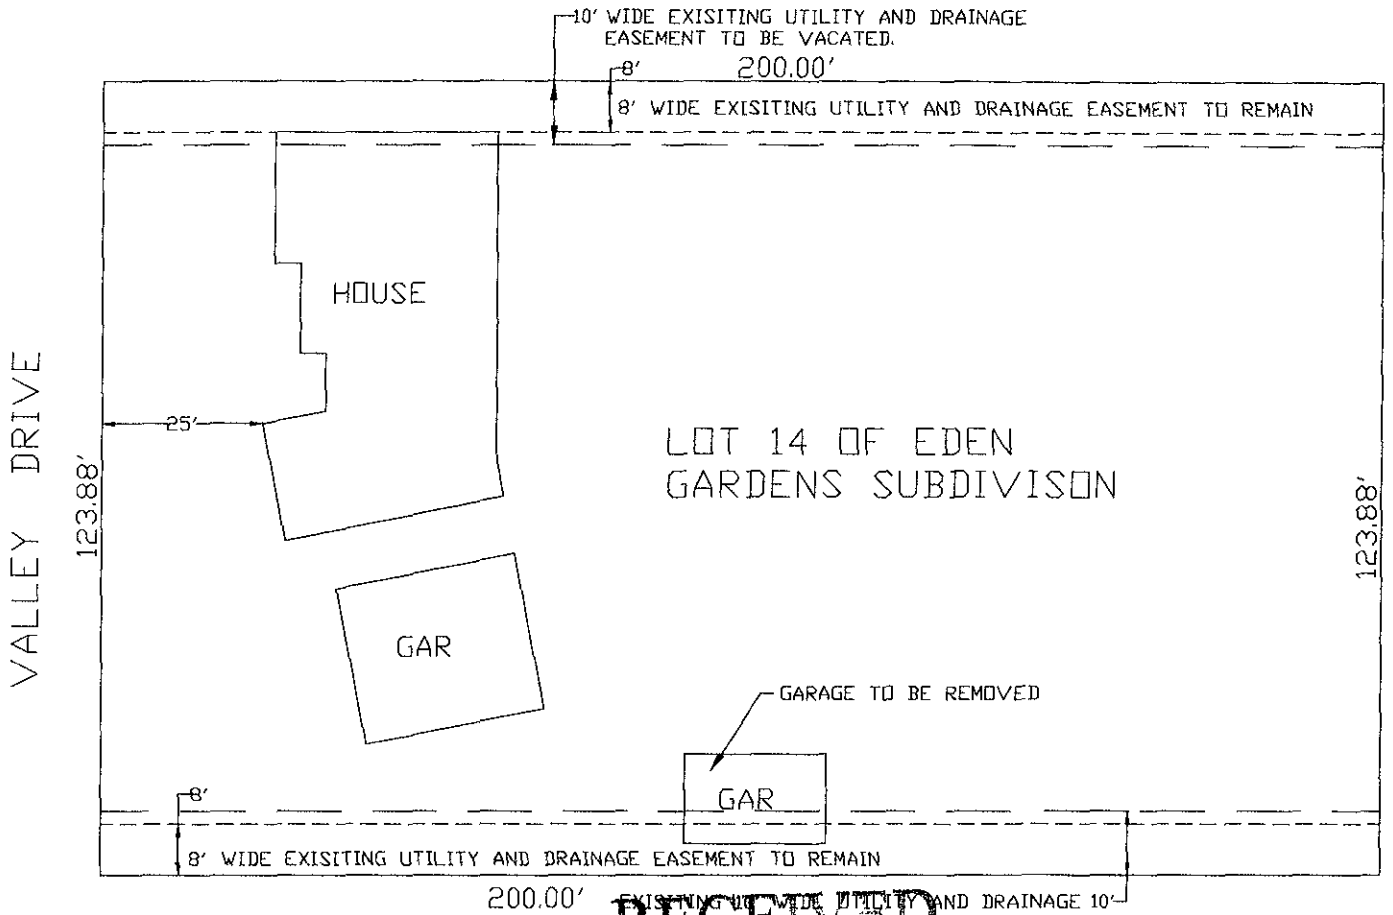 10' WIDE EXISITING UTILITY AND DRAINAGE
EASEMENT TO BE VACATED.
8'
200.00'
8' WIDE EXISITING UTILITY AND DRAINAGE EASEMENT TO REMAIN
HOUSE
VALLEY DRIVE
25'
123.88'
LOT 14 OF EDEN
GARDENS SUBDIVISON
123.88'
GAR
GARAGE TO BE REMOVED
GAR
8'
8' WIDE EXISITING UTILITY AND DRAINAGE EASEMENT TO REMAIN
200.00'
WIDE UTILITY AND DRAINAGE 10'
RECEIVED